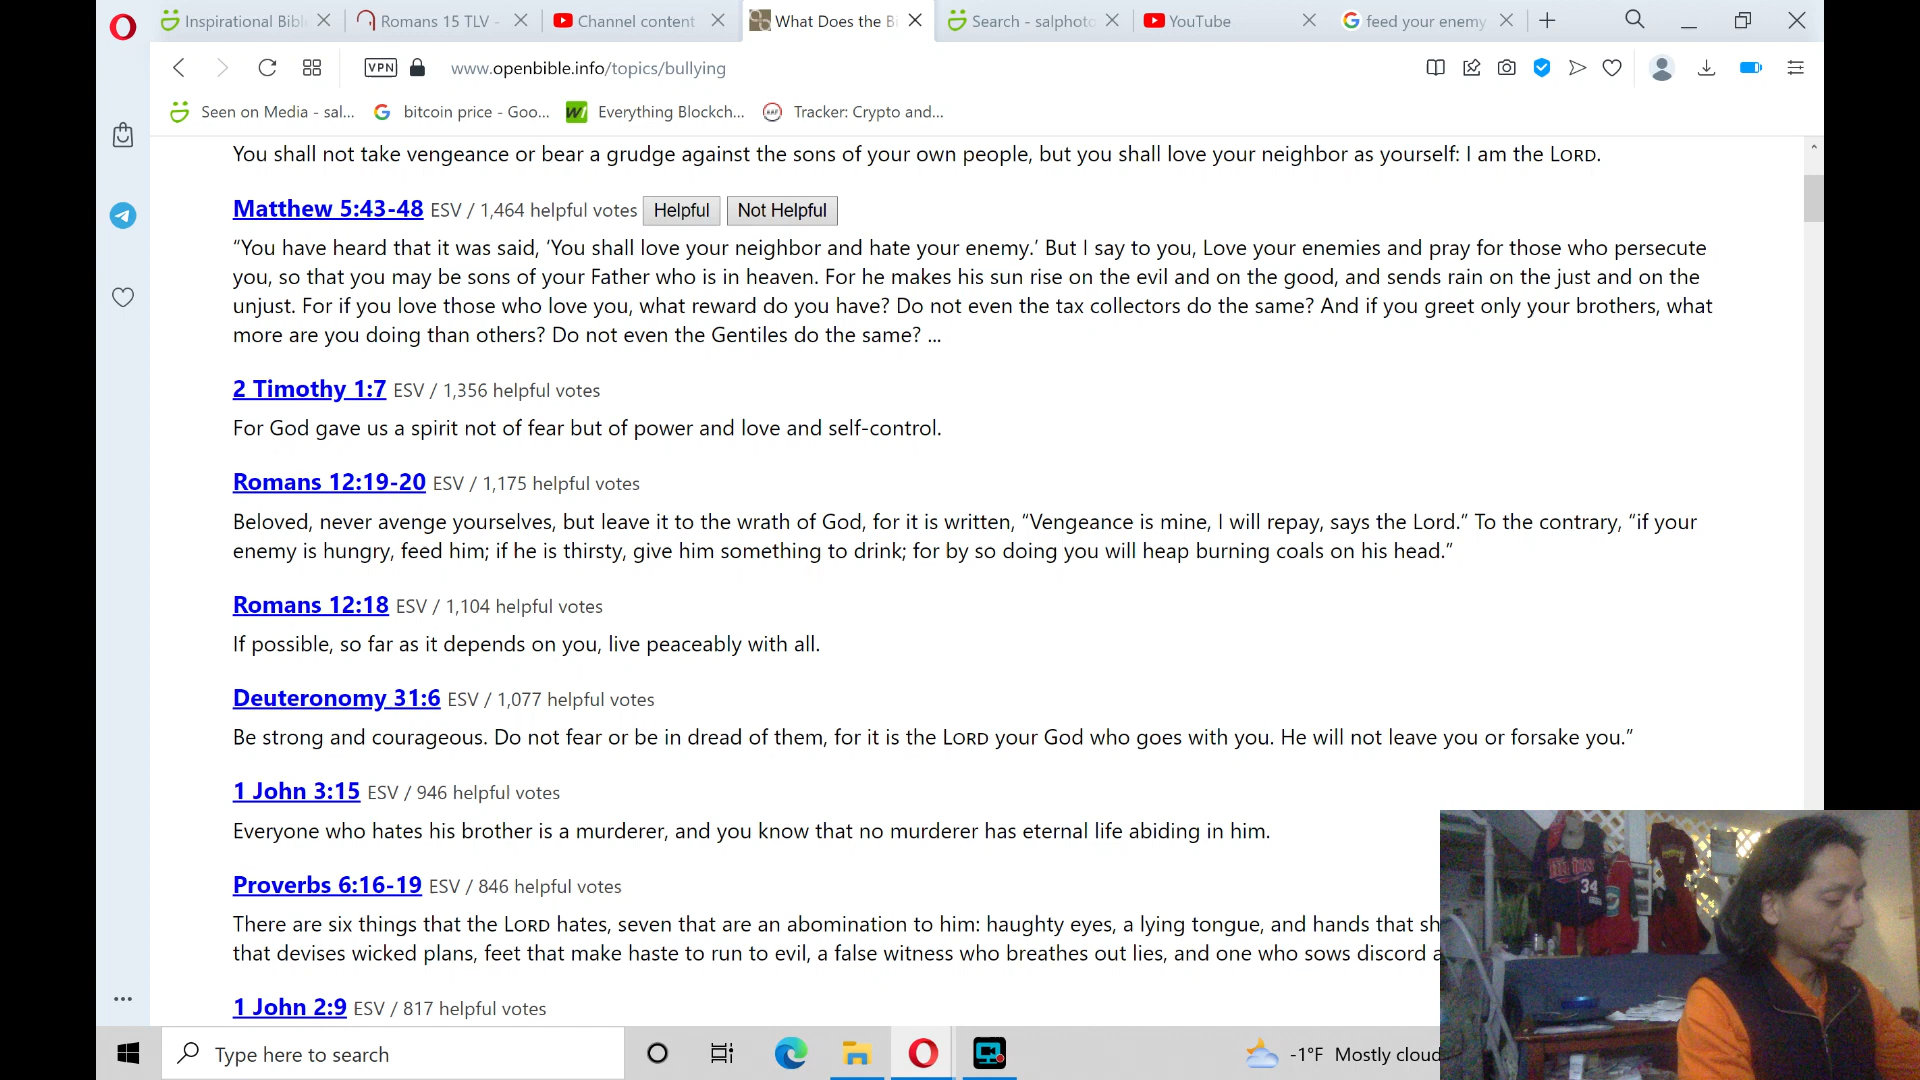 Inspirational Bibl
Romans 15 TLV -
Channel content
What Does the B
Search - salphoto
YouTube
feed your enemy
VPN
www.openbible.info/topics/bullying
Seen on Media - sal...
bitcoin price - Goo...
Everything Blockch...
Tracker: Crypto and...
You shall not take vengeance or bear a grudge against the sons of your own people, but you shall love your neighbor as yourself: I am the LORD.
Matthew 5:43-48 ESV / 1,464 helpful votes Helpful Not Helpful
“You have heard that it was said, ‘You shall love your neighbor and hate your enemy.’ But I say to you, Love your enemies and pray for those who persecute
you, so that you may be sons of your Father who is in heaven. For he makes his sun rise on the evil and on the good, and sends rain on the just and on the
unjust. For if you love those who love you, what reward do you have? Do not even the tax collectors do the same? And if you greet only your brothers, what
more are you doing than others? Do not even the Gentiles do the same? ...
2 Timothy 1:7 ESV / 1,356 helpful votes
For God gave us a spirit not of fear but of power and love and self-control.
Romans 12:19-20 ESV / 1,175 helpful votes
Beloved, never avenge yourselves, but leave it to the wrath of God, for it is written, “Vengeance is mine, I will repay, says the Lord.” To the contrary, “if your
enemy is hungry, feed him; if he is thirsty, give him something to drink; for by so doing you will heap burning coals on his head.”
Romans 12:18 ESV / 1,104 helpful votes
If possible, so far as it depends on you, live peaceably with all.
Deuteronomy 31:6 ESV / 1,077 helpful votes
Be strong and courageous. Do not fear or be in dread of them, for it is the LORD your God who goes with you. He will not leave you or forsake you.”
1 John 3:15 ESV / 946 helpful votes
Everyone who hates his brother is a murderer, and you know that no murderer has eternal life abiding in him.
Proverbs 6:16-19 ESV / 846 helpful votes
There are six things that the LORD hates, seven that are an abomination to him: haughty eyes, a lying tongue, and hands that sh
that devises wicked plans, feet that make haste to run to evil, a false witness who breathes out lies, and one who sows discord a
1 John 2:9 ESV / 817 helpful votes
34
Type here to search
-1°F Mostly cloud